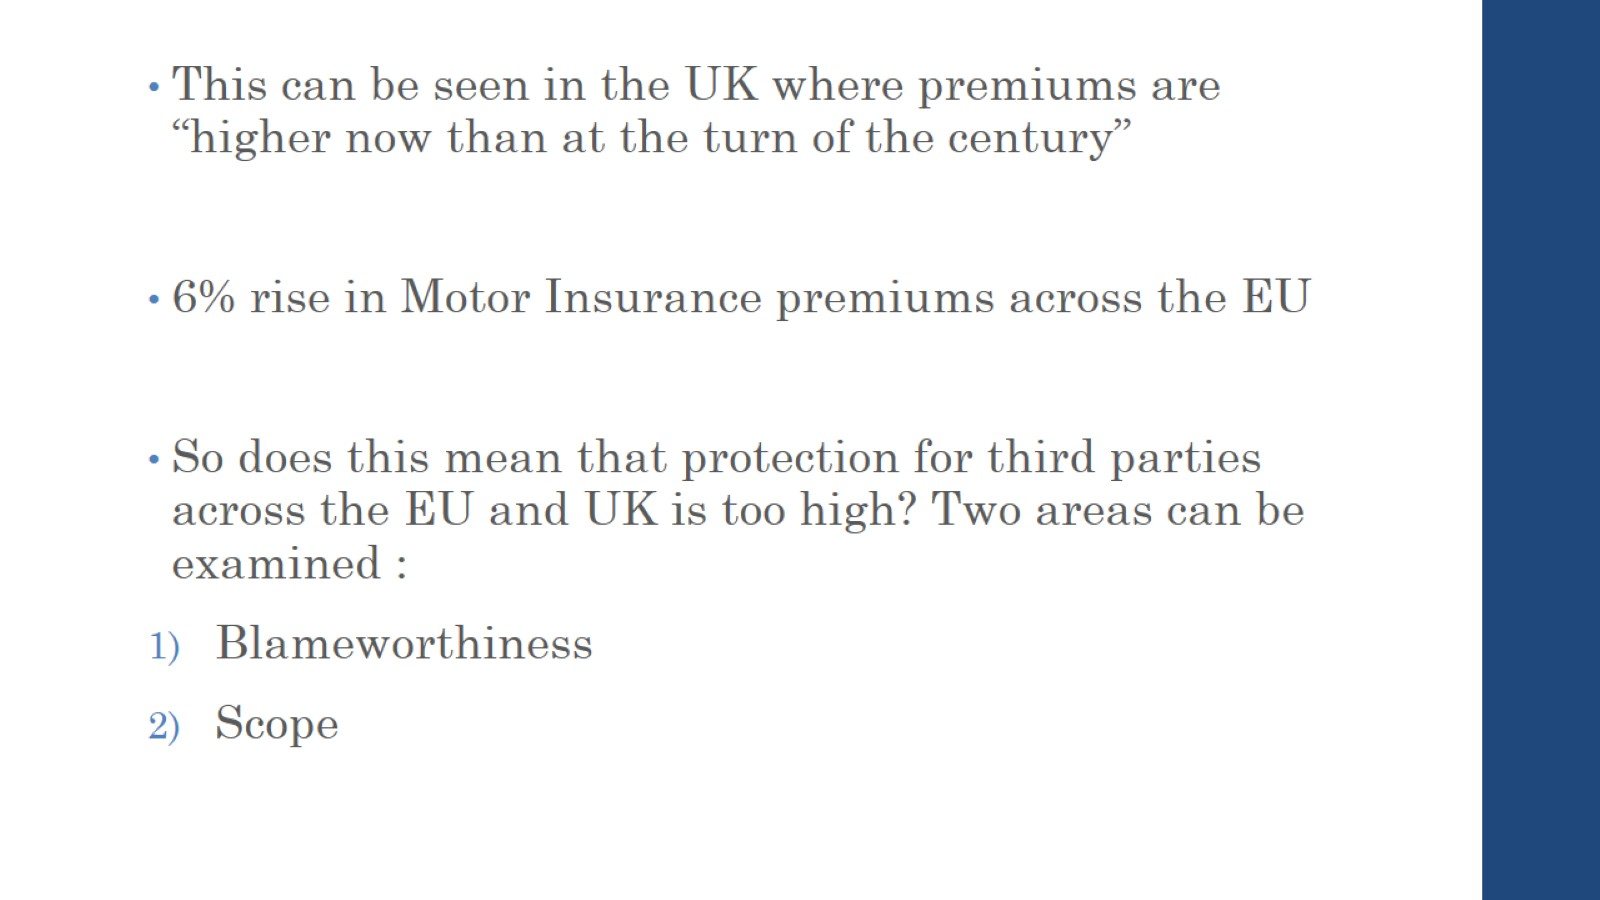 • This can be seen in the UK where premiums are
“higher now than at the turn of the century”
• 6% rise in Motor Insurance premiums across the EU
• So does this mean that protection for third parties
across the EU and UK is too high? Two areas can be
examined :
1) Blameworthiness
2) Scope